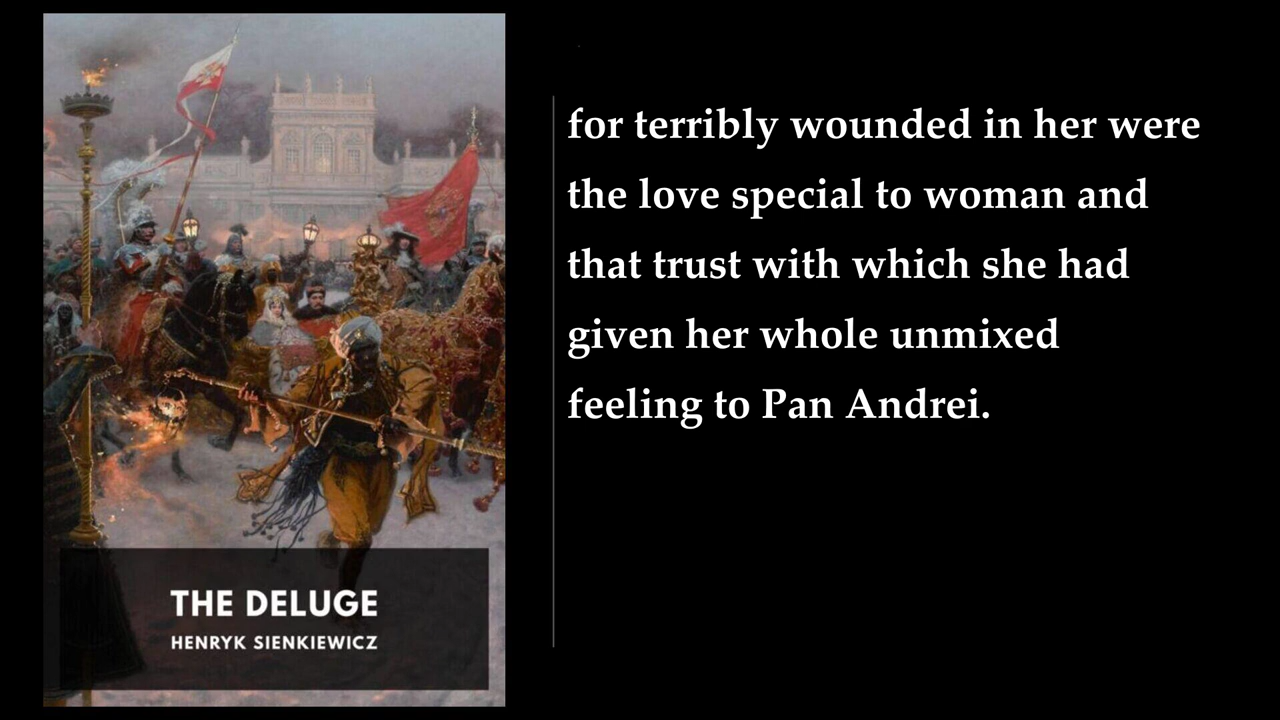 for terribly wounded in her were
the love special to woman and
that trust with which she had
given her whole unmixed
feeling to Pan Andrei.
THE DELUGE
HENRYK SIENKIEWICZ